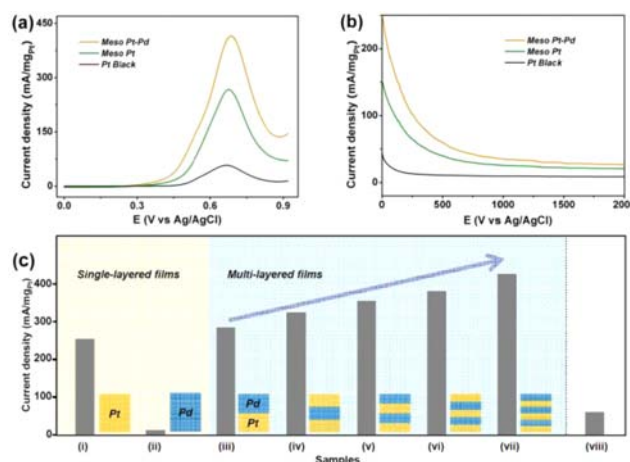 (a)
450
300
150
0
Current density (mA/mgPt)
Meso Pt-Pd
Meso Pt
Pt Black
0.0 0.3 0.6 0.9
E (V vs Ag/AgCl)
(b)
200
100
0
Current density (mA/mgPt)
Meso Pt-Pd
Meso Pt
Pt Black
0 500 1000 1500 200
E (V vs Ag/AgCl)
(c)
Single-layered films Multi-layered films
400
300
200
100
0
Current density (mA/mgPt)
Pt Pd Pd
Pt
(i) (ii) (iii) (iv) (v) (vi) (vii) (viii)
Samples